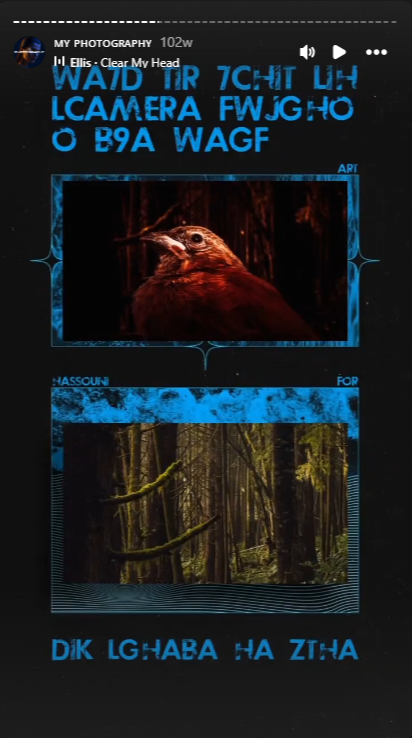 MY PHOTOGRAPHY 102w
Ellis · Clear My Head
WA7D TIR 7CHIT LIH
LCAMERA FWJGHO
O B9A WAGF
ART
HASSOUNI FOR
DIK LGHABA HA ZTHA